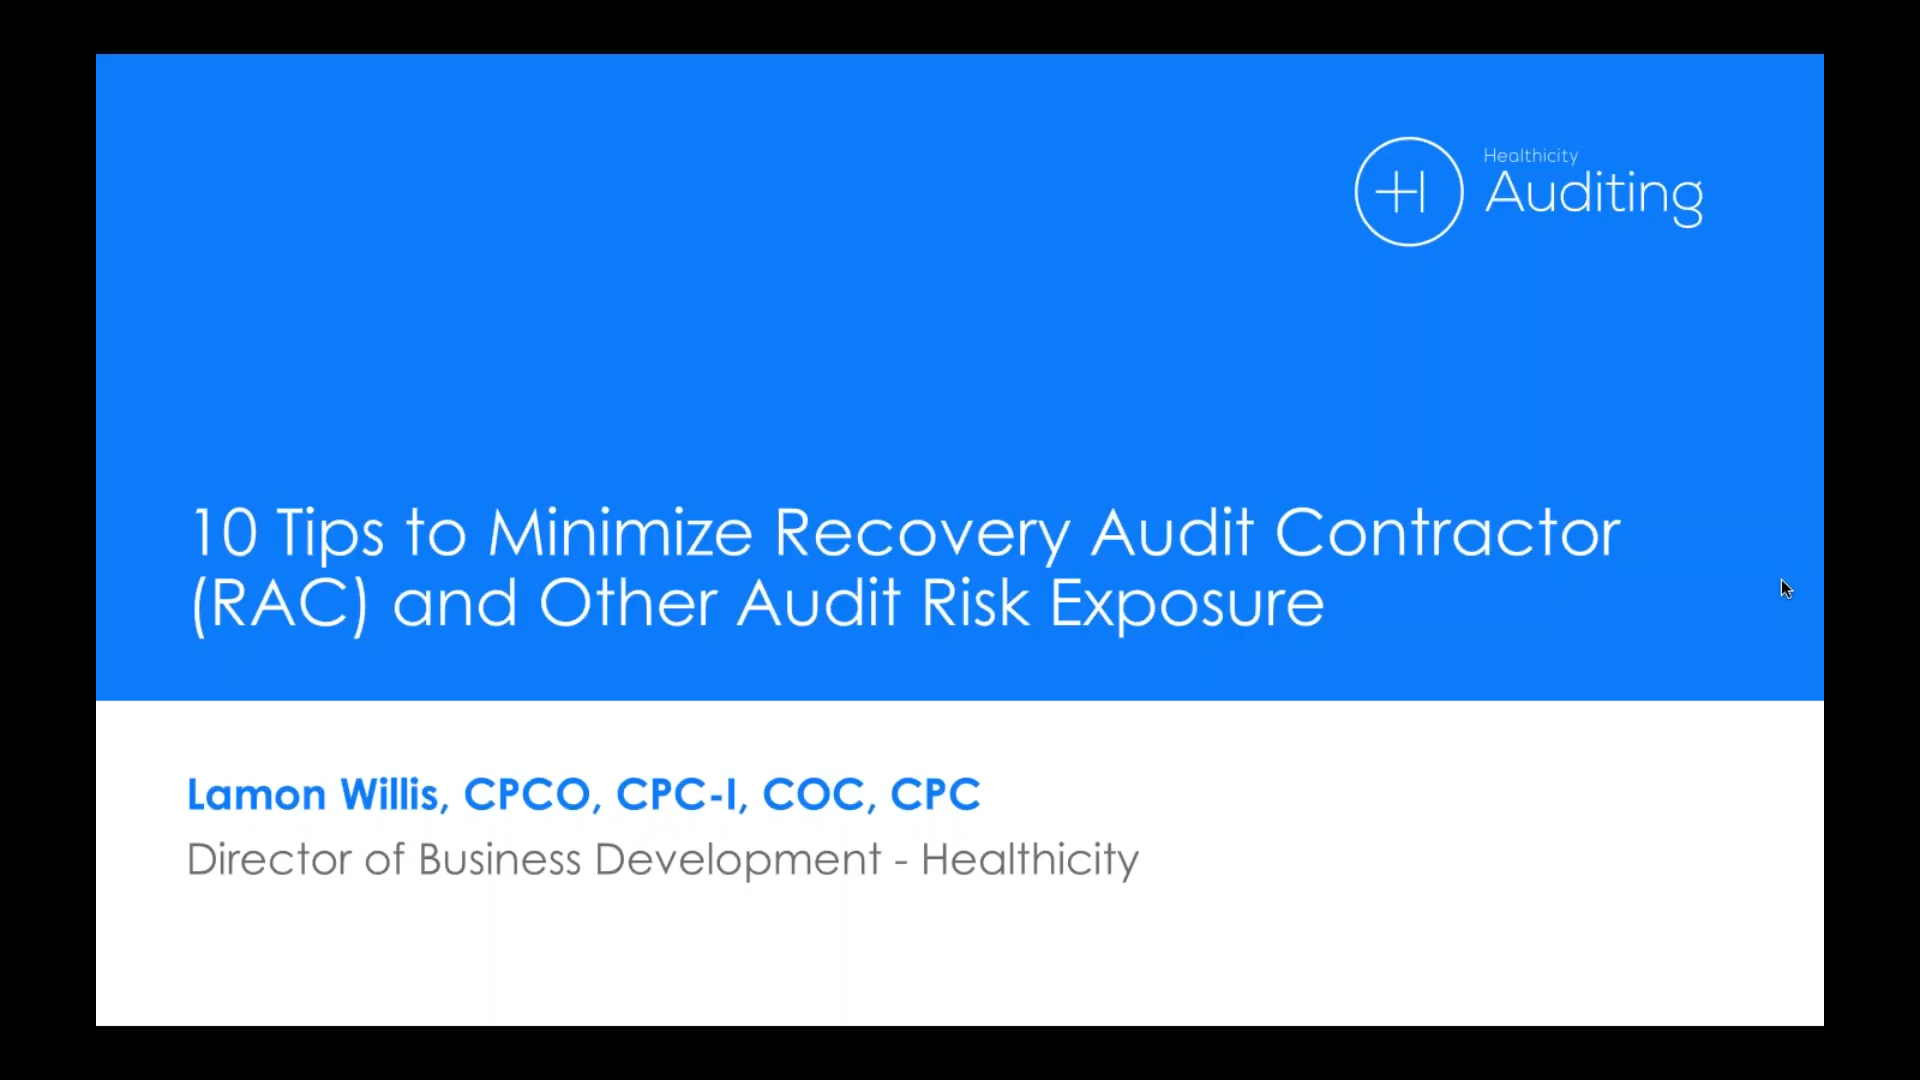 Healthicity
Auditing
10 Tips to Minimize Recovery Audit Contractor
(RAC) and Other Audit Risk Exposure
Lamon Willis, CPCO, CPC-I, COC, CPC
Director of Business Development - Healthicity